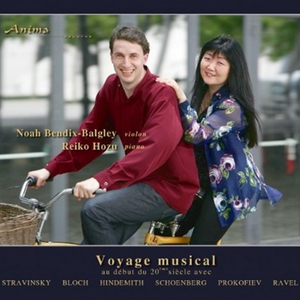 Anima
Noah Bendix-Balgley violon
Reiko Hozu piano
Voyage musical
au début du 20ème siècle avec
STRAVINSKY BLOCH HINDEMITH SCHOENBERG PROKOFIEV RAVEL